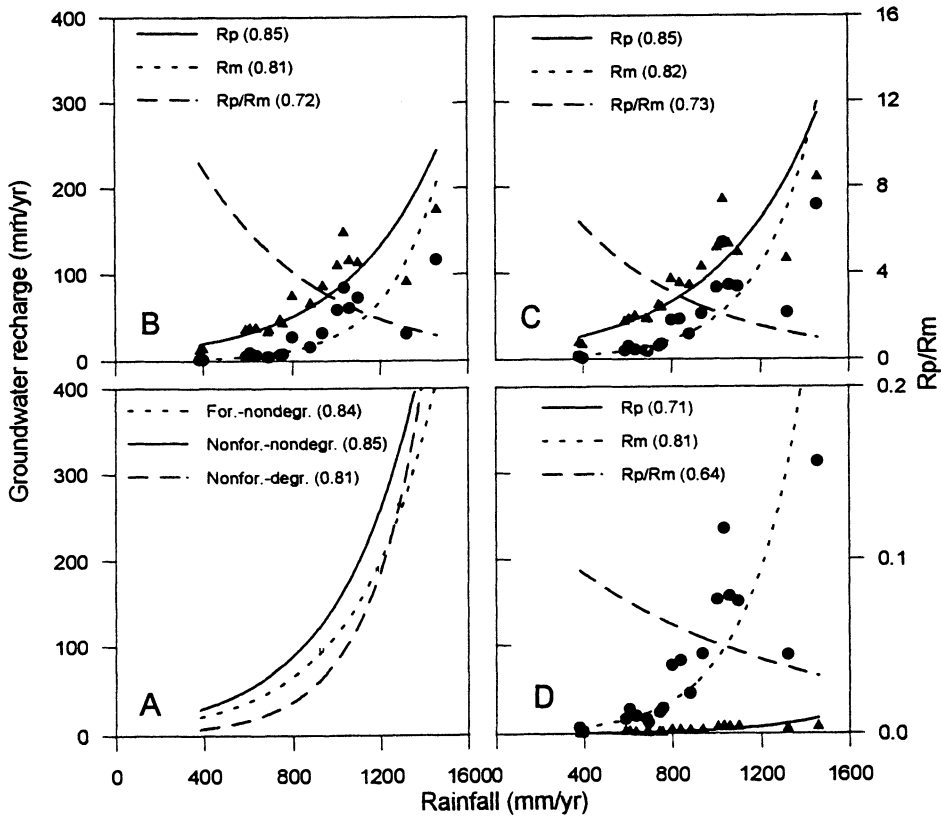 400
300
200
100
0
Rp (0.85)
Rm (0.81)
Rp/Rm (0.72)
B
Rp (0.85)
Rm (0.82)
Rp/Rm (0.73)
C
16
12
8
4
0
Groundwater recharge (mm/yr)
Rp/Rm
400
300
200
100
0
For.-nondegr. (0.84)
Nonfor.-nondegr. (0.85)
Nonfor.-degr. (0.81)
A
Rp (0.71)
Rm (0.81)
Rp/Rm (0.64)
D
0.2
0.1
0.0
0 400 800 1200 16000 400 800 1200 1600
Rainfall (mm/yr)